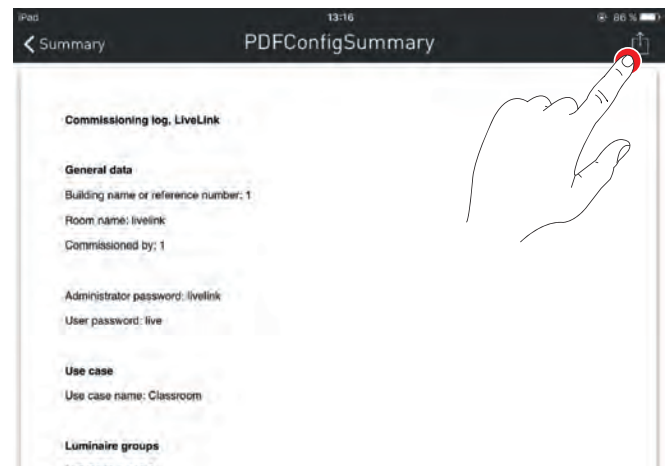 iPad
13:16
86 %
Summary
PDFConfigSummary
Commissioning log, LiveLink
General data
Building name or reference number: 1
Room name: livelink
Commissioned by: 1
Administrator password: livelink
User password: live
Use case
Use case name: Classroom
Luminaire groups